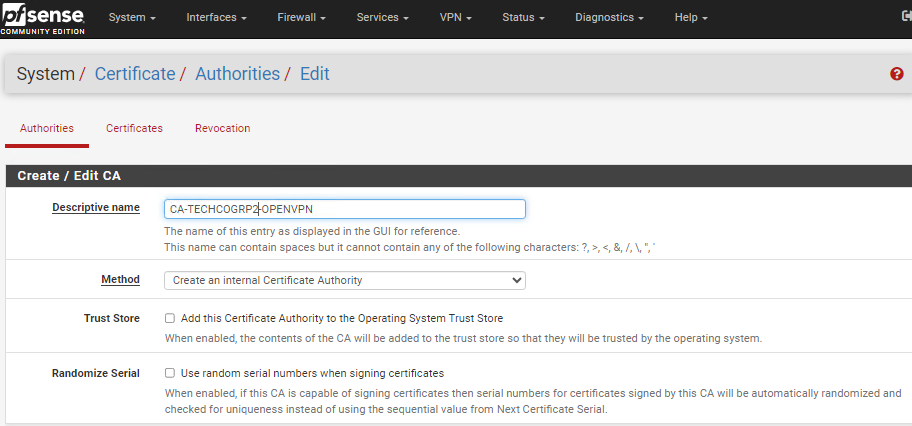 pfsense COMMUNITY EDITION System Interfaces Firewall Services VPN Status Diagnostics Help
System / Certificate / Authorities / Edit
Authorities Certificates Revocation
Create / Edit CA
Descriptive name CA-TECHCOGRP2-OPENVPN
The name of this entry as displayed in the GUI for reference.
This name can contain spaces but it cannot contain any of the following characters: ?, >, <, &, /, \, ", '
Method Create an internal Certificate Authority
Trust Store Add this Certificate Authority to the Operating System Trust Store
When enabled, the contents of the CA will be added to the trust store so that they will be trusted by the operating system.
Randomize Serial Use random serial numbers when signing certificates
When enabled, if this CA is capable of signing certificates then serial numbers for certificates signed by this CA will be automatically randomized and
checked for uniqueness instead of using the sequential value from Next Certificate Serial.